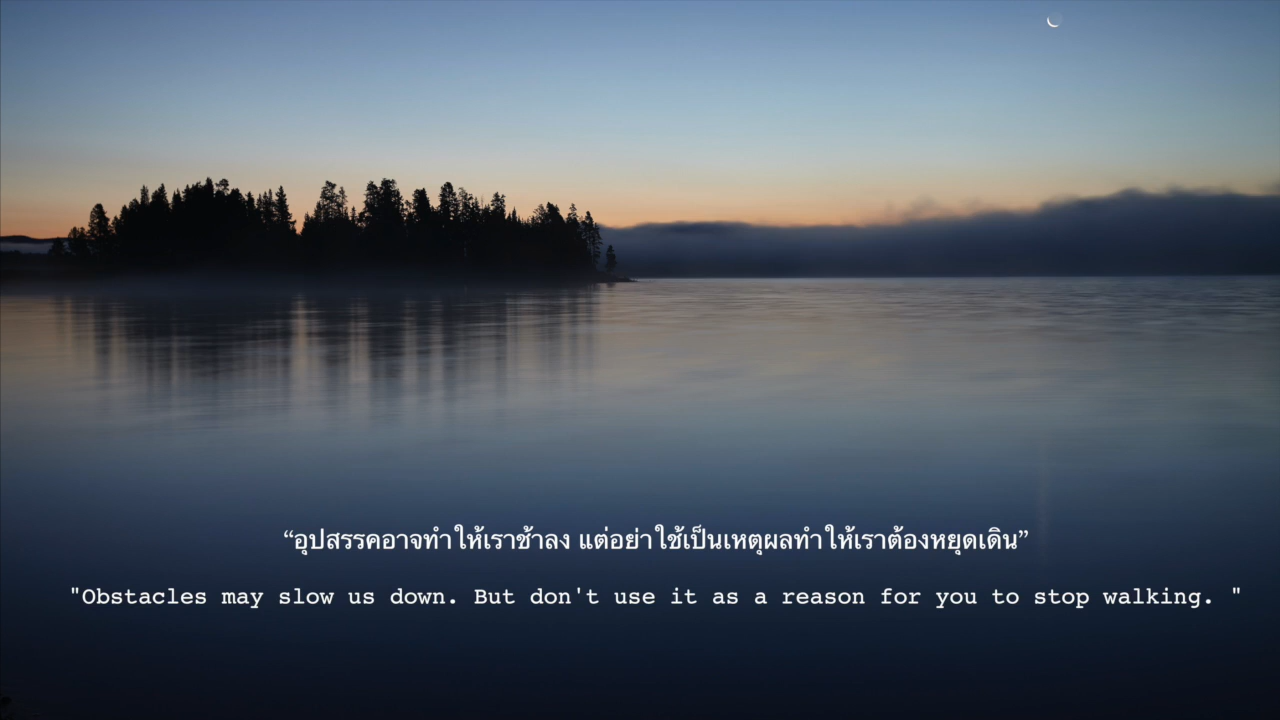 “อุปสรรคอาจทำให้เราช้าลง แต่อย่าใช้เป็นเหตุผลทำให้เราต้องหยุดเดิน”
"Obstacles may slow us down. But don't use it as a reason for you to stop walking. "